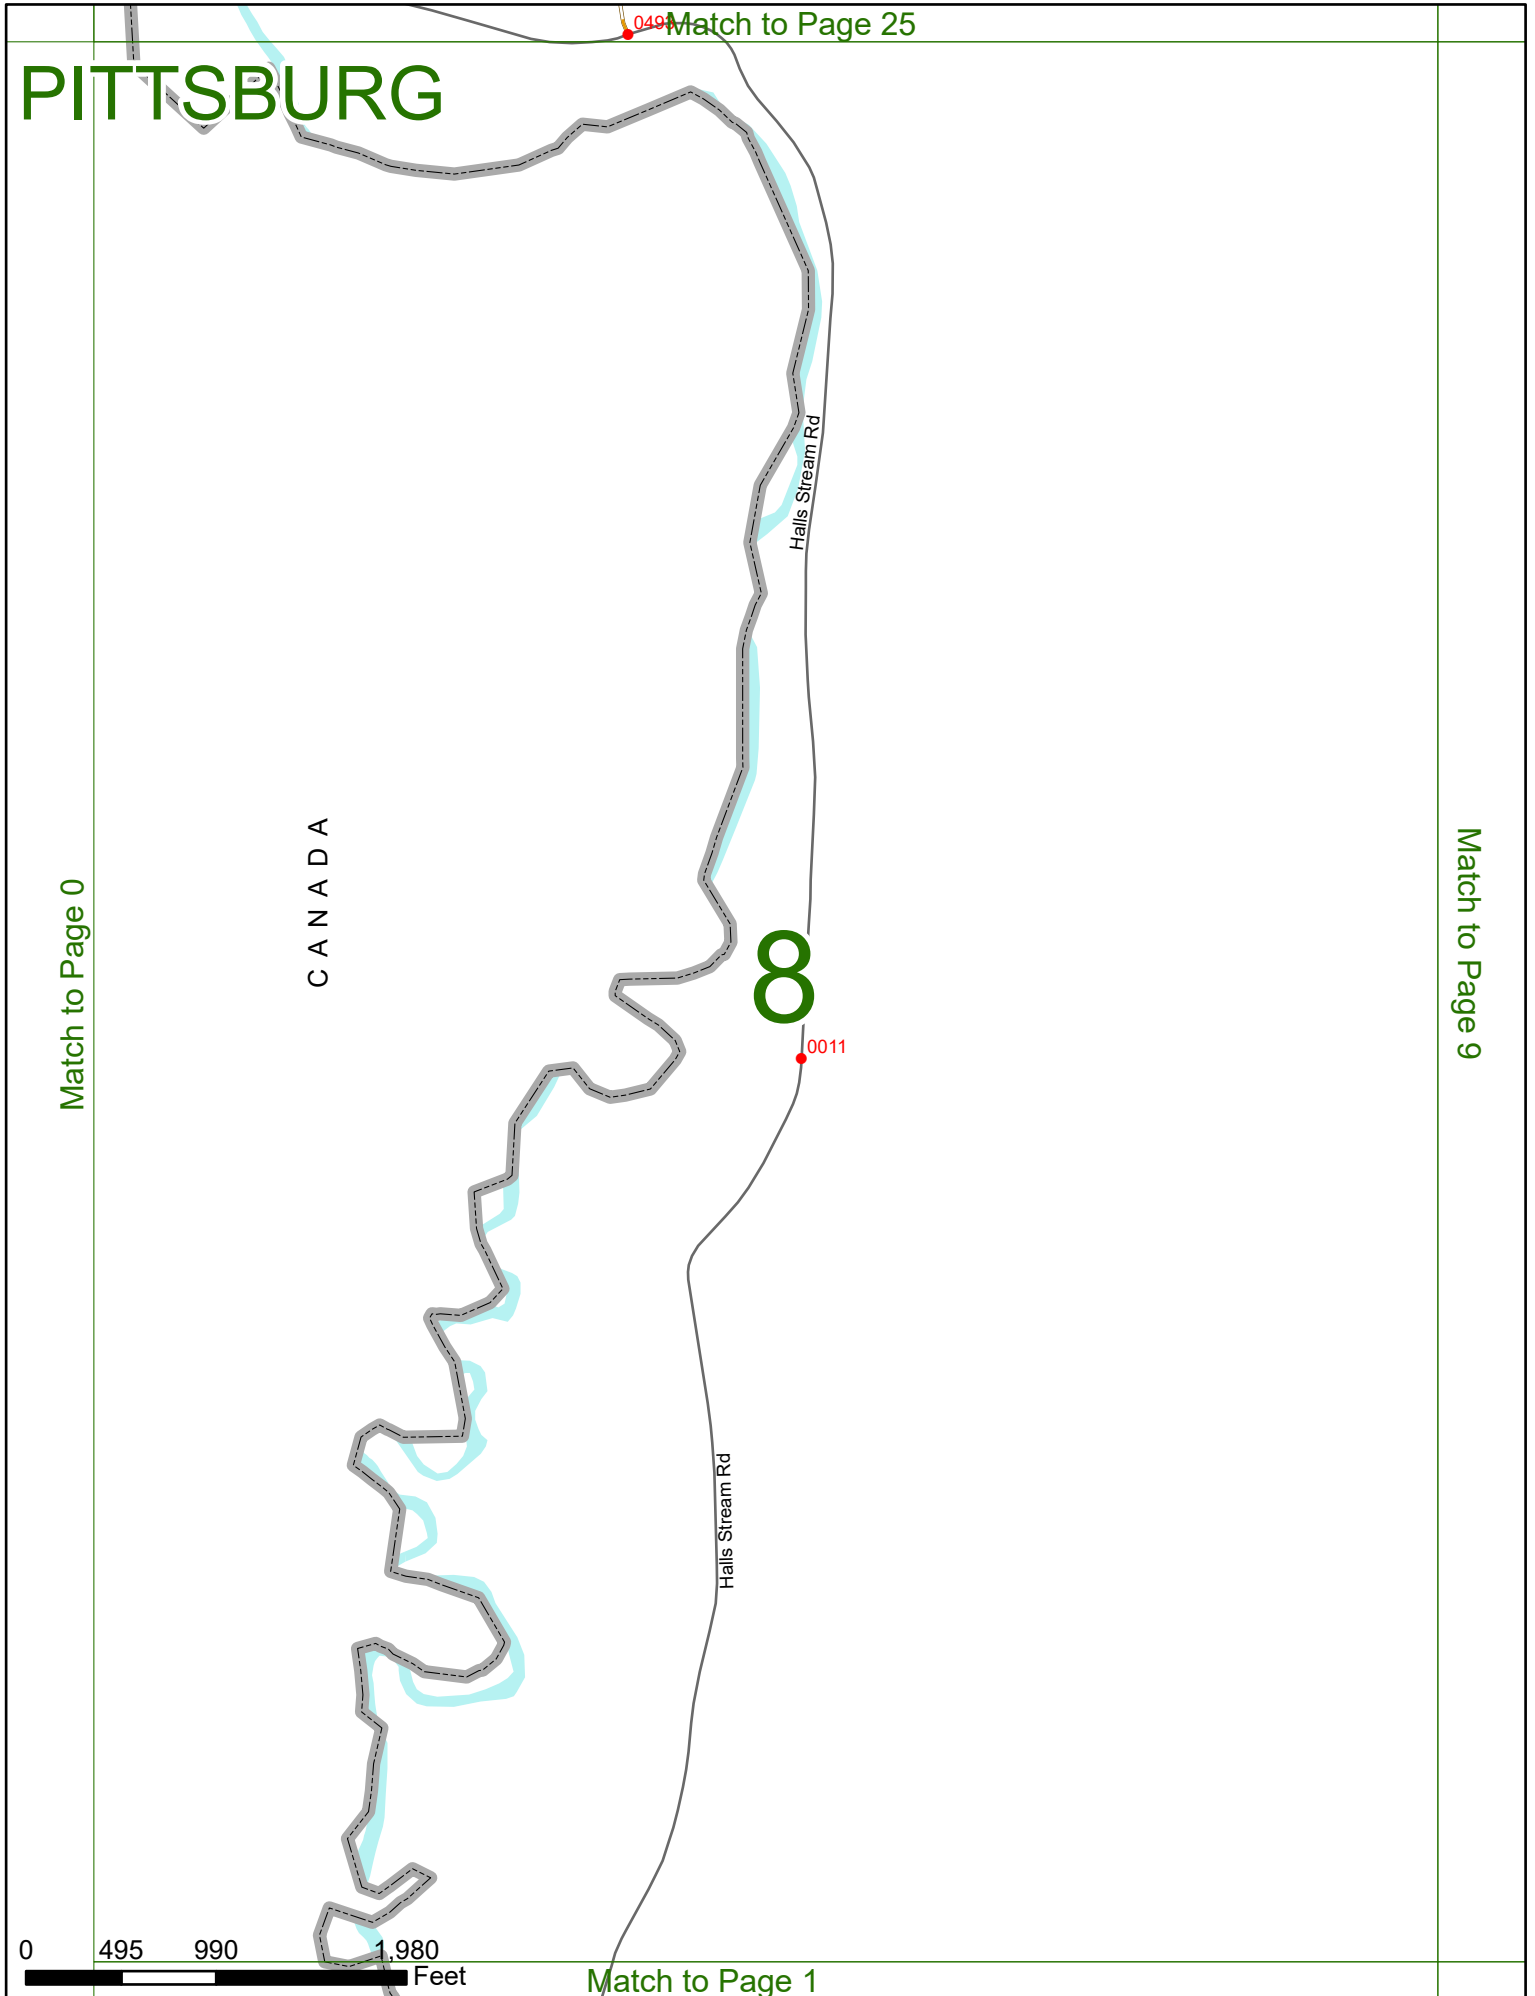 Match to Page 25
PITTSBURG
Halls Stream Rd
CANADA
Match to Page 0
Match to Page 9
8
0011
Halls Stream Rd
0 495 990 1,980
Feet
Match to Page 1